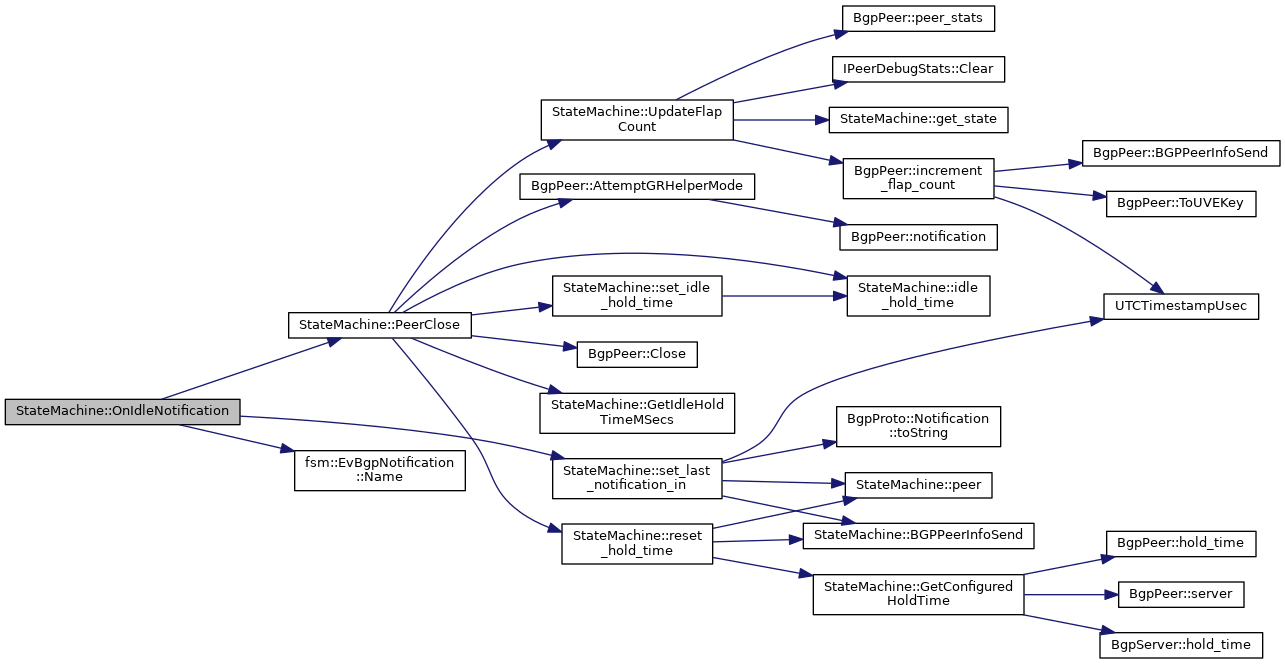 BgpPeer::peer_stats
IPeerDebugStats::Clear
StateMachine::UpdateFlap
Count
StateMachine::get_state
BgpPeer::BGPPeerInfoSend
BgpPeer::increment
_flap_count
BgpPeer::AttemptGRHelperMode
BgpPeer::ToUVEKey
BgpPeer::notification
StateMachine::set_idle
_hold_time
StateMachine::idle
_hold_time
UTCTimestampUsec
StateMachine::PeerClose
BgpPeer::Close
StateMachine::GetIdleHold
TimeMSecs
StateMachine::OnIdleNotification
BgpProto::Notification
::toString
fsm::EvBgpNotification
::Name
StateMachine::set_last
_notification_in
StateMachine::peer
StateMachine::reset
_hold_time
StateMachine::BGPPeerInfoSend
BgpPeer::hold_time
StateMachine::GetConfigured
HoldTime
BgpPeer::server
BgpServer::hold_time